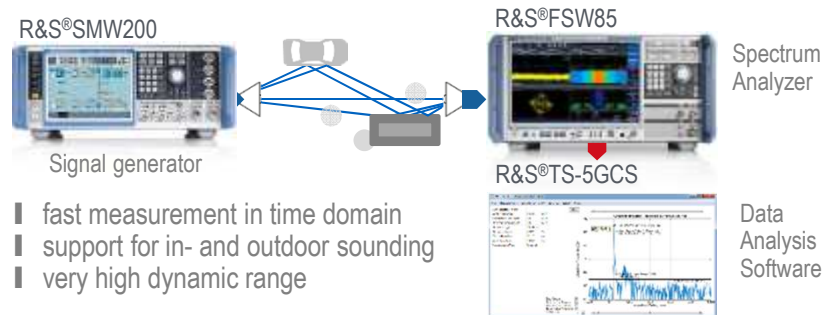 R&S®SMW200
R&S®FSW85
Spectrum
Analyzer
Signal generator
R&S®TS-5GCS
fast measurement in time domain
support for in- and outdoor sounding
very high dynamic range
Data
Analysis
Software